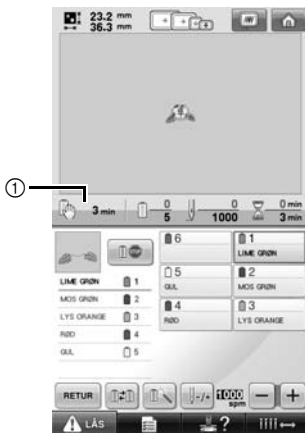 23.2 mm
36.3 mm
①
3 min
0
5
0
1000
0 min
3 min
LIME GRØN 1
MOS GRØN 2
LYS ORANGE 3
RØD 4
GUL 5
6
1
LIME GRØN
5
GUL
2
MOS GRØN
4
RØD
3
LYS ORANGE
RETUR
-/+
1000
spm
− +
LÅS
?